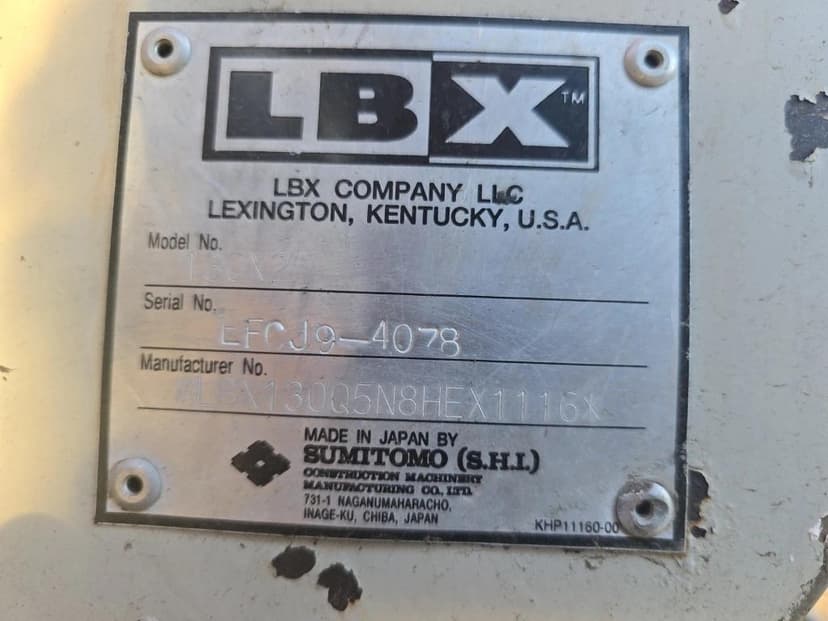 LBX™
LBX COMPANY LLC
LEXINGTON, KENTUCKY, U.S.A.
Model No.
Serial No. EFCJ9-4078
Manufacturer No.
*LBX130Q5N8HEX1116*
MADE IN JAPAN BY
SUMITOMO (S.H.I.)
CONSTRUCTION MACHINERY
MANUFACTURING CO., LTD.
731-1 NAGANUMAHARACHO,
INAGE-KU, CHIBA, JAPAN
KHP11160-00